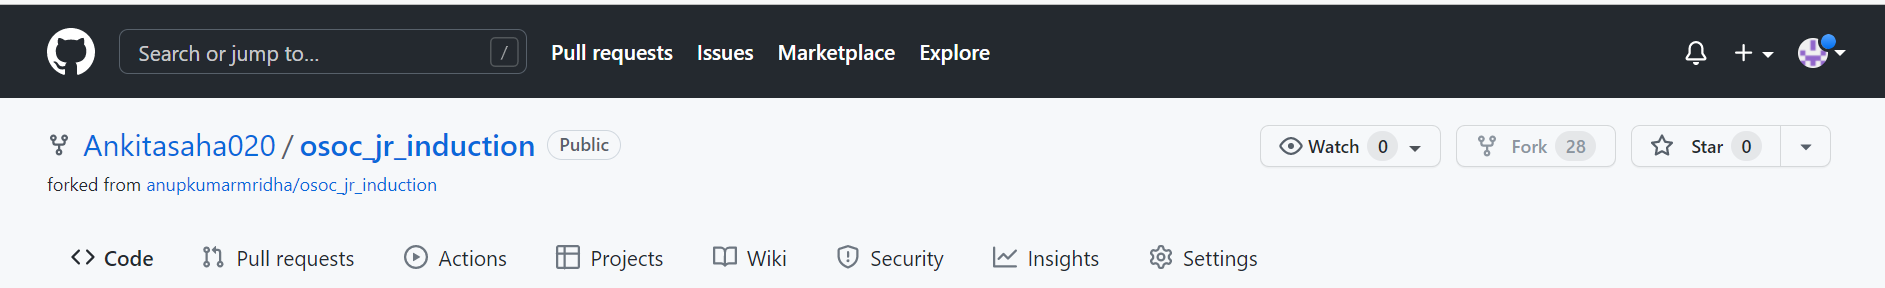 Search or jump to... / Pull requests Issues Marketplace Explore
Ankitasaha020 / osoc_jr_induction Public Watch 0 Fork 28 Star 0
forked from anupkumarmridha/osoc_jr_induction
Code Pull requests Actions Projects Wiki Security Insights Settings